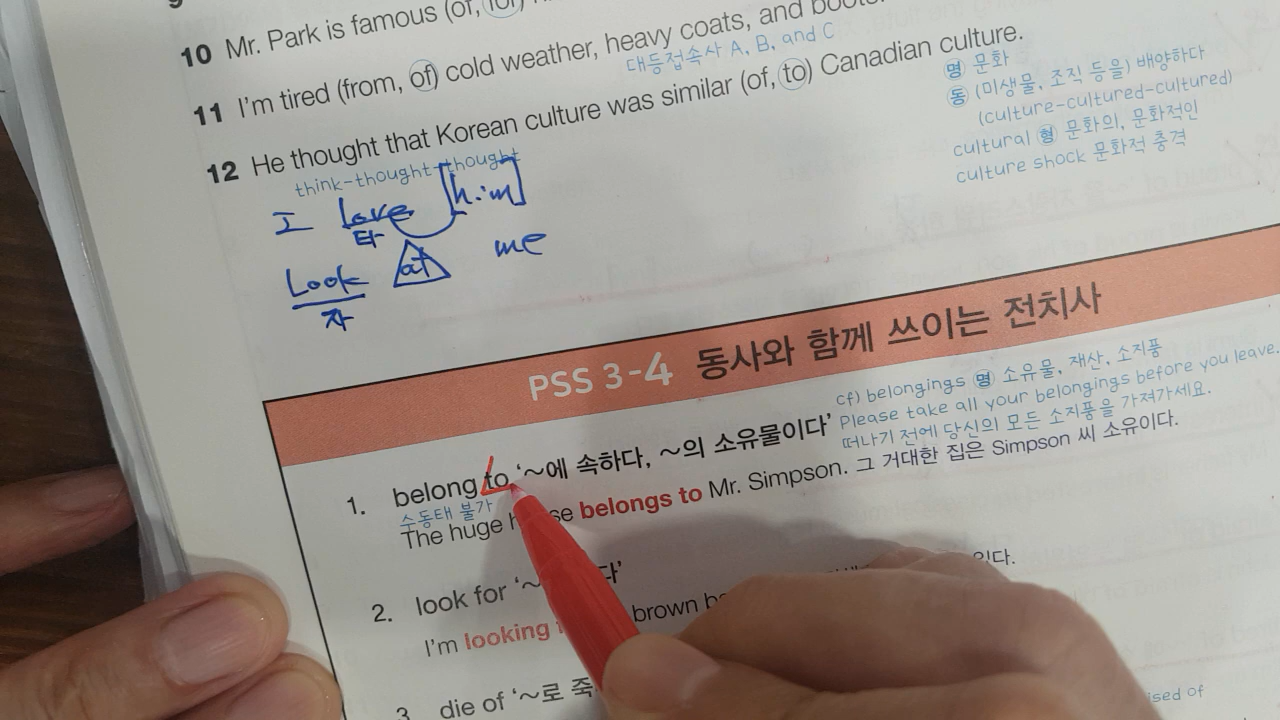 10 Mr. Park is famous (of, for)
11 I'm tired (from, of) cold weather, heavy coats, and boots.
대등접속사 A, B, and C
12 He thought that Korean culture was similar (of, to) Canadian culture.
think-thought-thought
名 문화
동 (미생물, 조직 등을) 배양하다
(culture-cultured-cultured)
cultural 형 문화의, 문화적인
culture shock 문화적 충격
I love [him]
타
Look at me
자
PSS 3-4 동사와 함께 쓰이는 전치사
cf) belongings 名 소유물, 재산, 소지품
Please take all your belongings before you leave.
떠나기 전에 당신의 모든 소지품을 가져가세요.
1. belong to '~에 속하다, ~의 소유물이다'
수동태 불가
The huge belongs to Mr. Simpson. 그 거대한 집은 Simpson 씨 소유이다.
2. look for '~
I'm looking brown
3. die of '~로